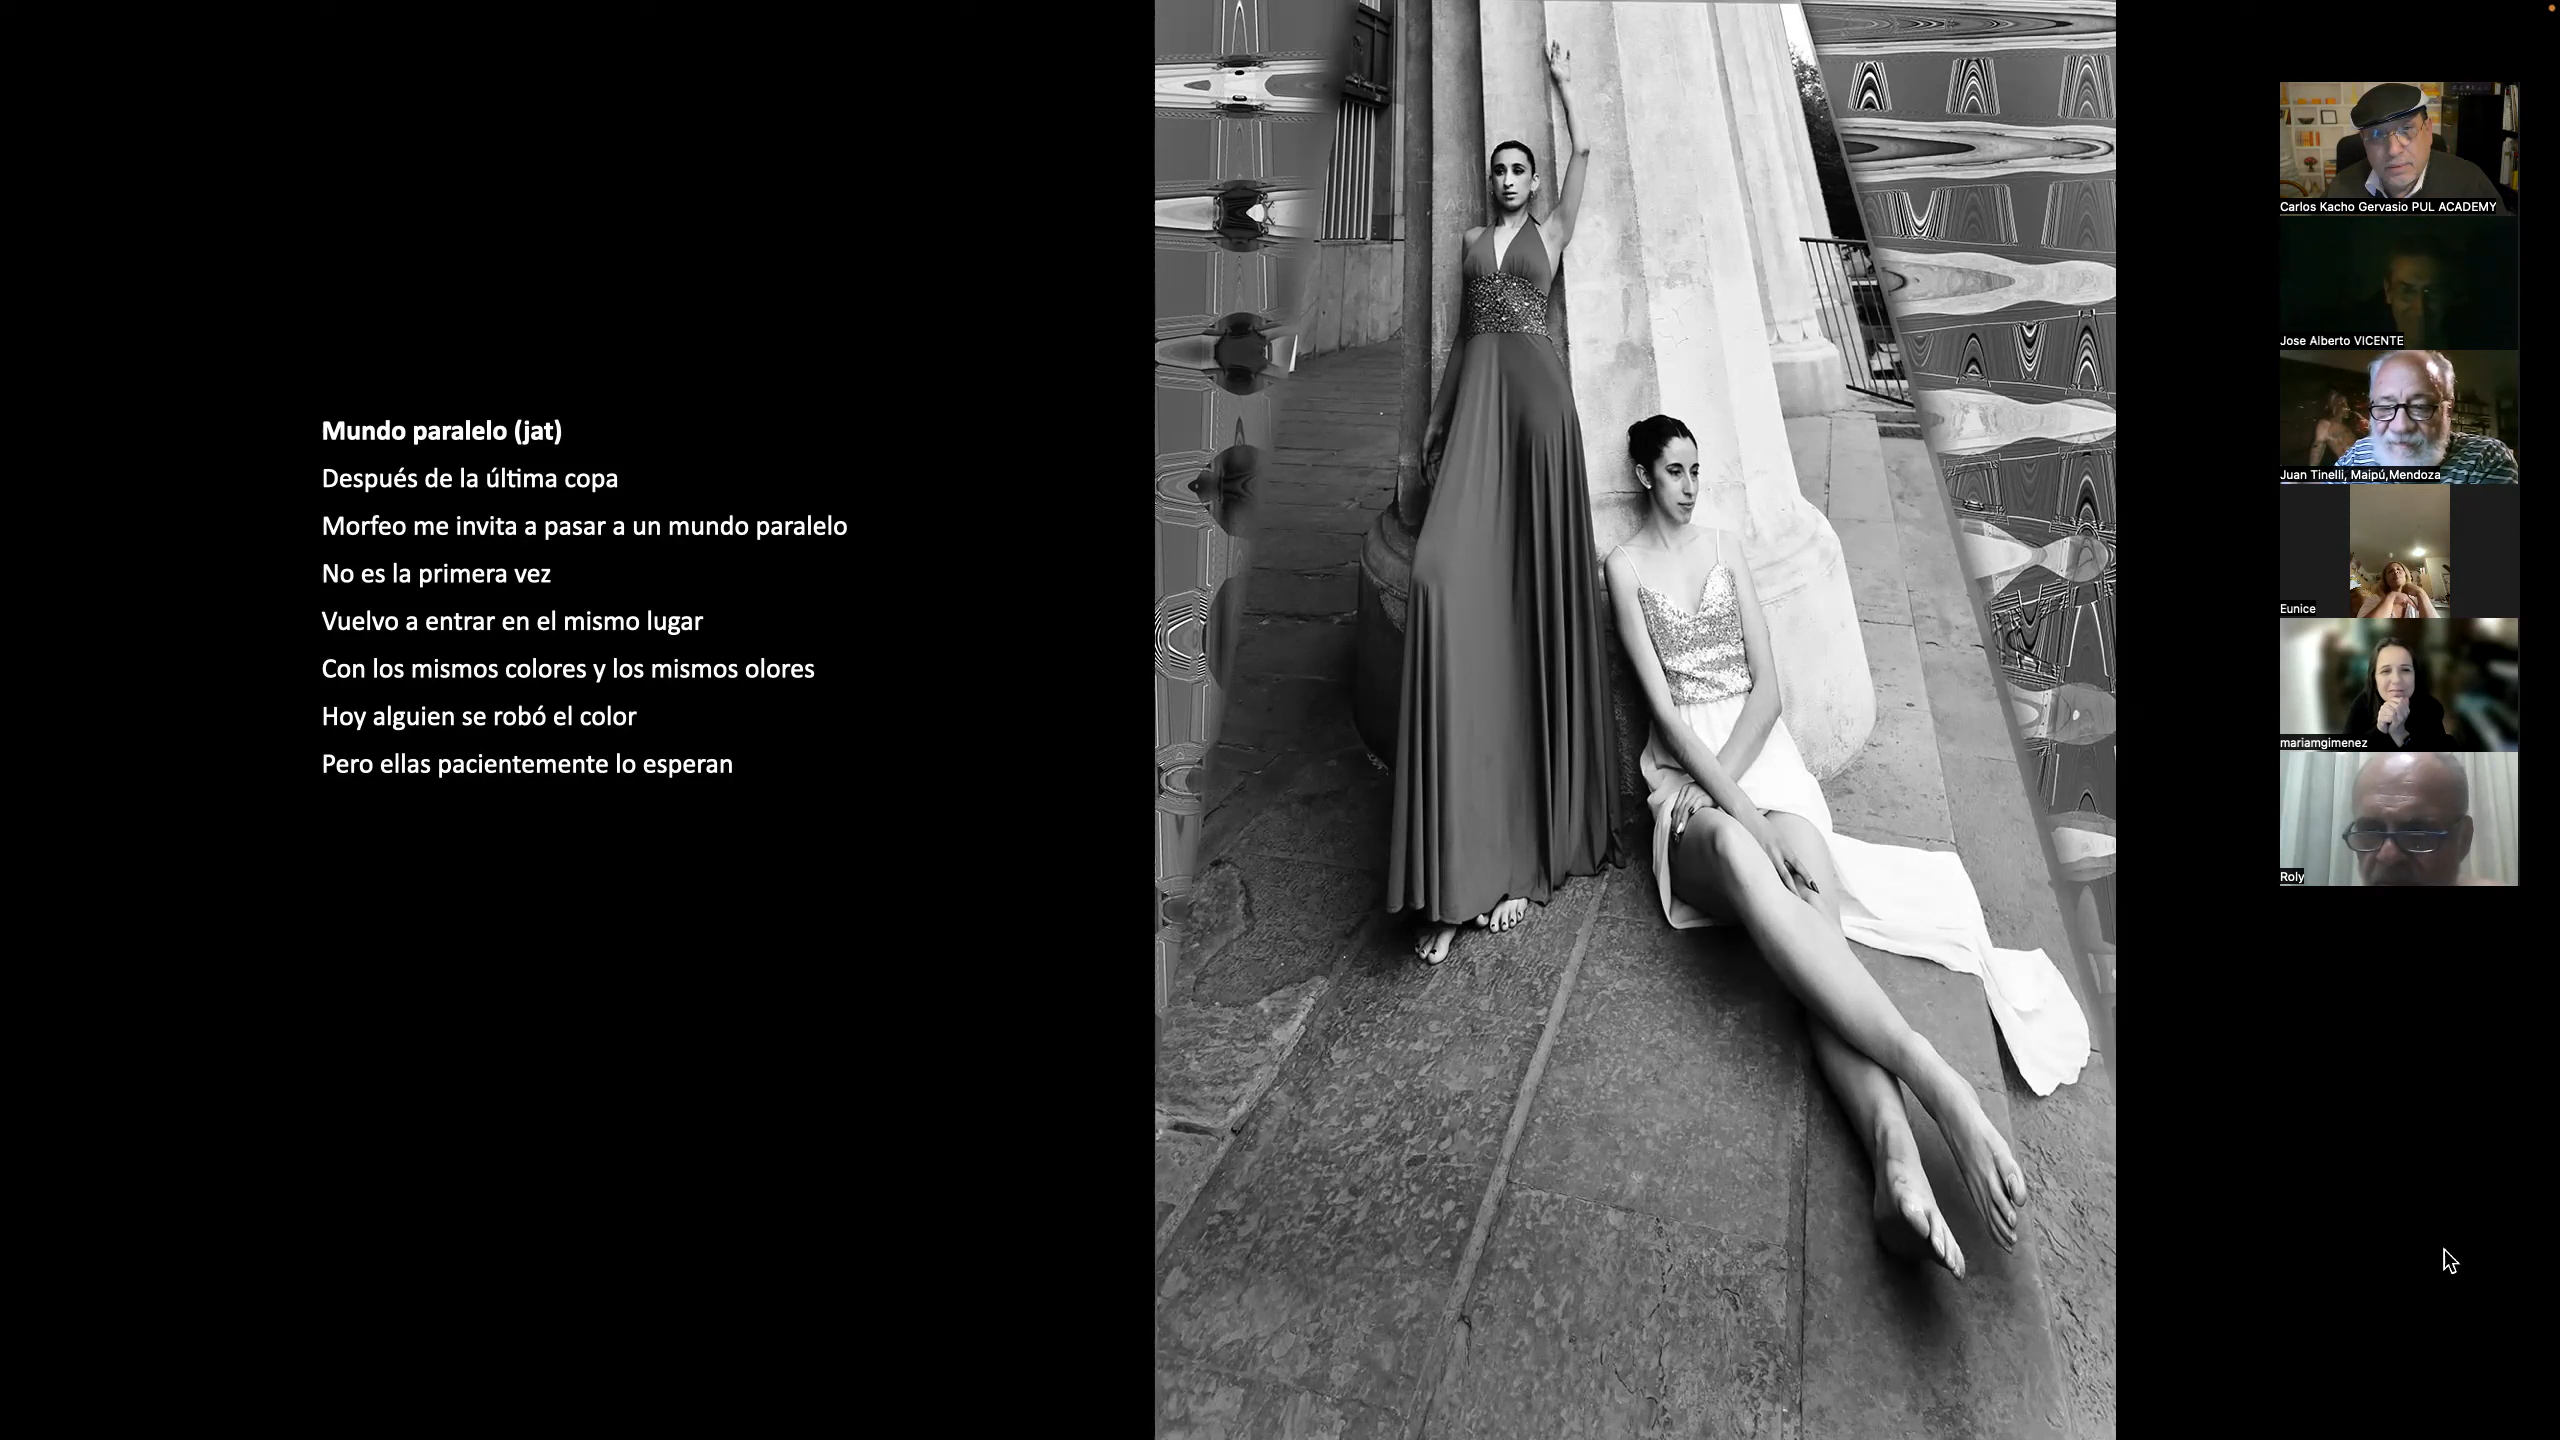 Mundo paralelo (jat)
Después de la última copa
Morfeo me invita a pasar a un mundo paralelo
No es la primera vez
Vuelvo a entrar en el mismo lugar
Con los mismos colores y los mismos olores
Hoy alguien se robó el color
Pero ellas pacientemente lo esperan
Carlos Kacho Gervasio PUL ACADEMY
Jose Alberto VICENTE
Juan Tinelli, Maipú,Mendoza
Eunice
mariamgimenez
Roly